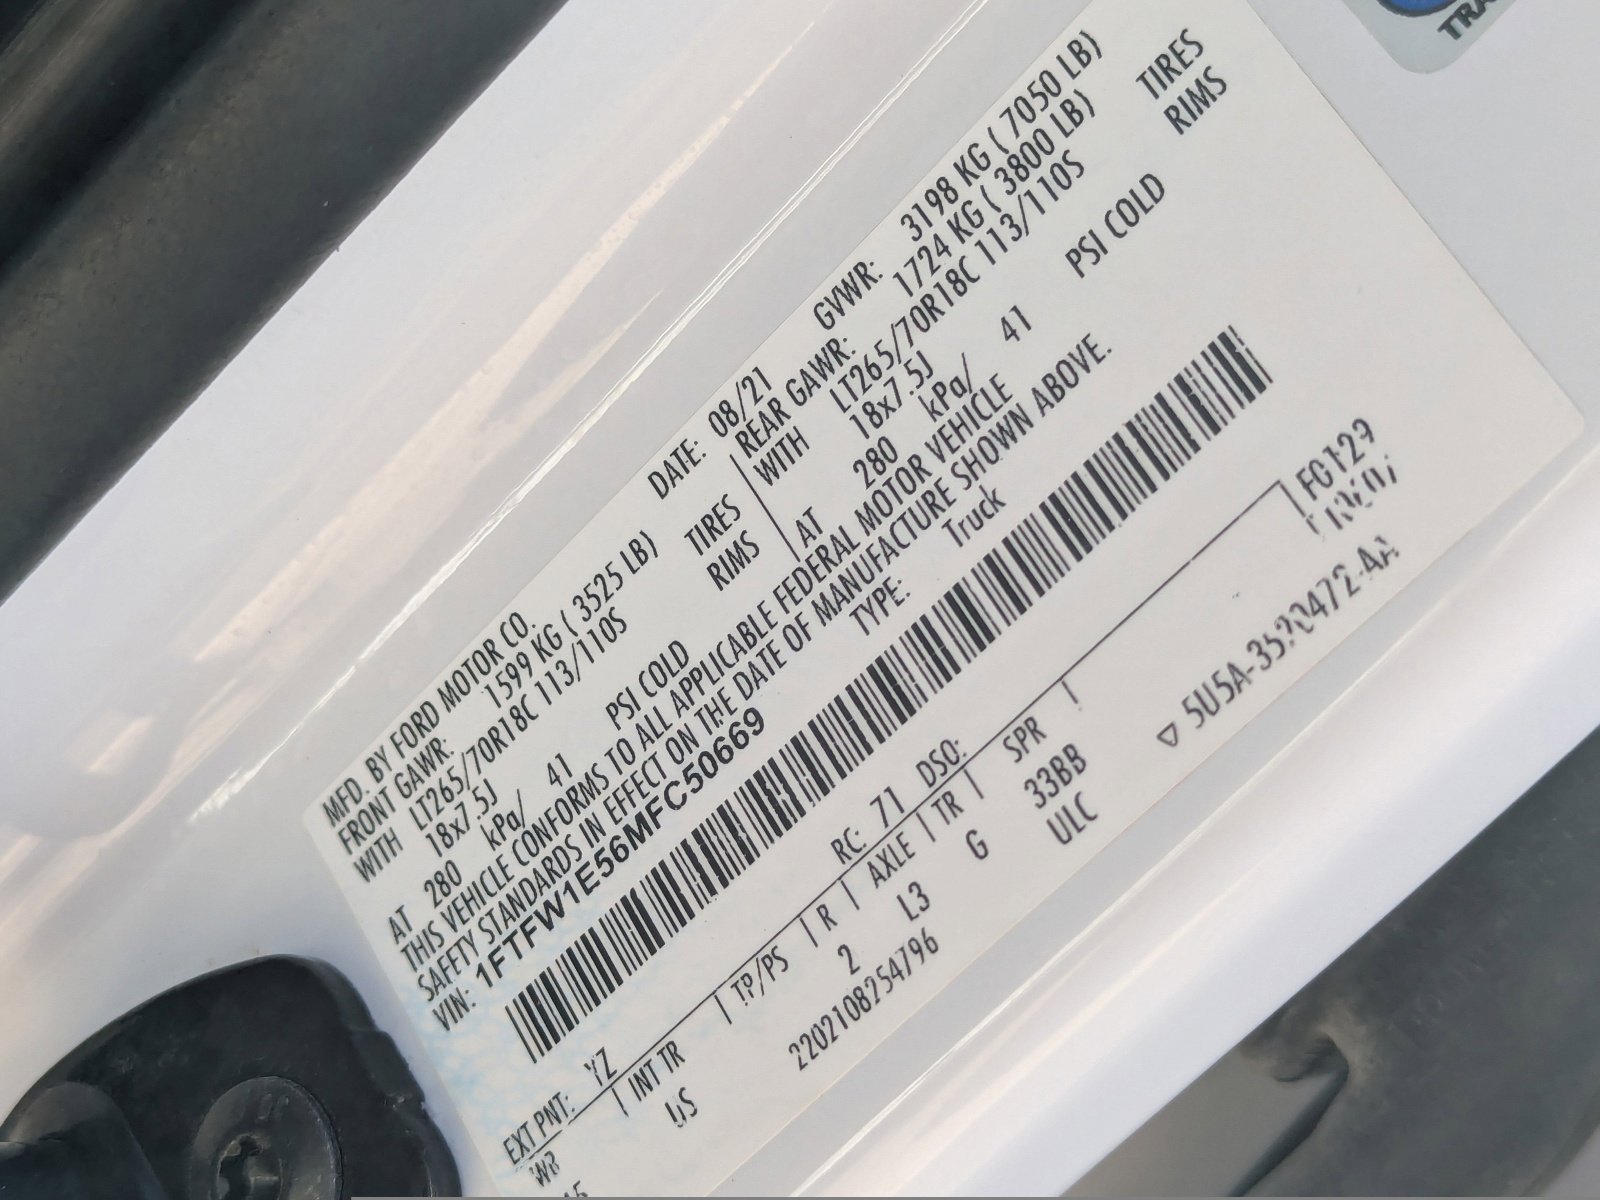 MFD. BY FORD MOTOR CO.
DATE: 08/21
GVWR: 3198 KG ( 7050 LB)
FRONT GAWR: 1599 KG ( 3525 LB)
WITH LT265/70R18C 113/110S TIRES
18x7.5J RIMS
AT 280 kPa/ 41 PSI COLD
REAR GAWR: 1724 KG ( 3800 LB)
WITH LT265/70R18C 113/110S TIRES
18x7.5J RIMS
AT 280 kPa/ 41 PSI COLD
THIS VEHICLE CONFORMS TO ALL APPLICABLE FEDERAL MOTOR VEHICLE
SAFETY STANDARDS IN EFFECT ON THE DATE OF MANUFACTURE SHOWN ABOVE.
VIN: 1FTFW1E56MFC50669
TYPE: Truck
EXT PNT: YZ RC: 71 DSO:
WB | INT TR | TP/PS | R | AXLE | TR | SPR |
US 2 L3 G 33BB
2202108254796 ULC
F0129
▽ 5U5A-3520472-AA